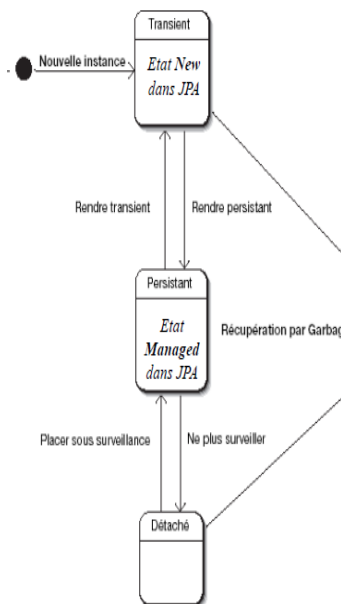 Transient
Nouvelle instance
Etat New
dans JPA
Rendre transient
Rendre persistant
Persistant
Etat
Managed
dans JPA
Récupération par Garbag
Placer sous surveillance
Ne plus surveiller
Détaché